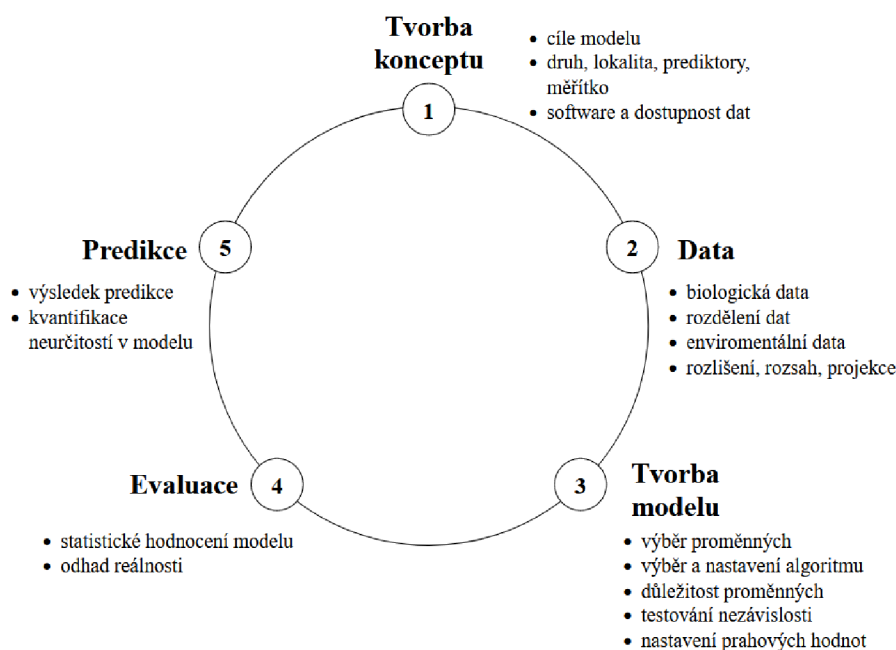 Tvorba
konceptu
1
• cíle modelu
• druh, lokalita, prediktory,
měřítko
• software a dostupnost dat
2
Data
• biologická data
• rozdělení dat
• enviromentální data
• rozlišení, rozsah, projekce
3
Tvorba
modelu
• výběr proměnných
• výběr a nastavení algoritmu
• důležitost proměnných
• testování nezávislosti
• nastavení prahových hodnot
Evaluace
4
• statistické hodnocení modelu
• odhad reálnosti
Predikce
5
• výsledek predikce
• kvantifikace
neurčitostí v modelu